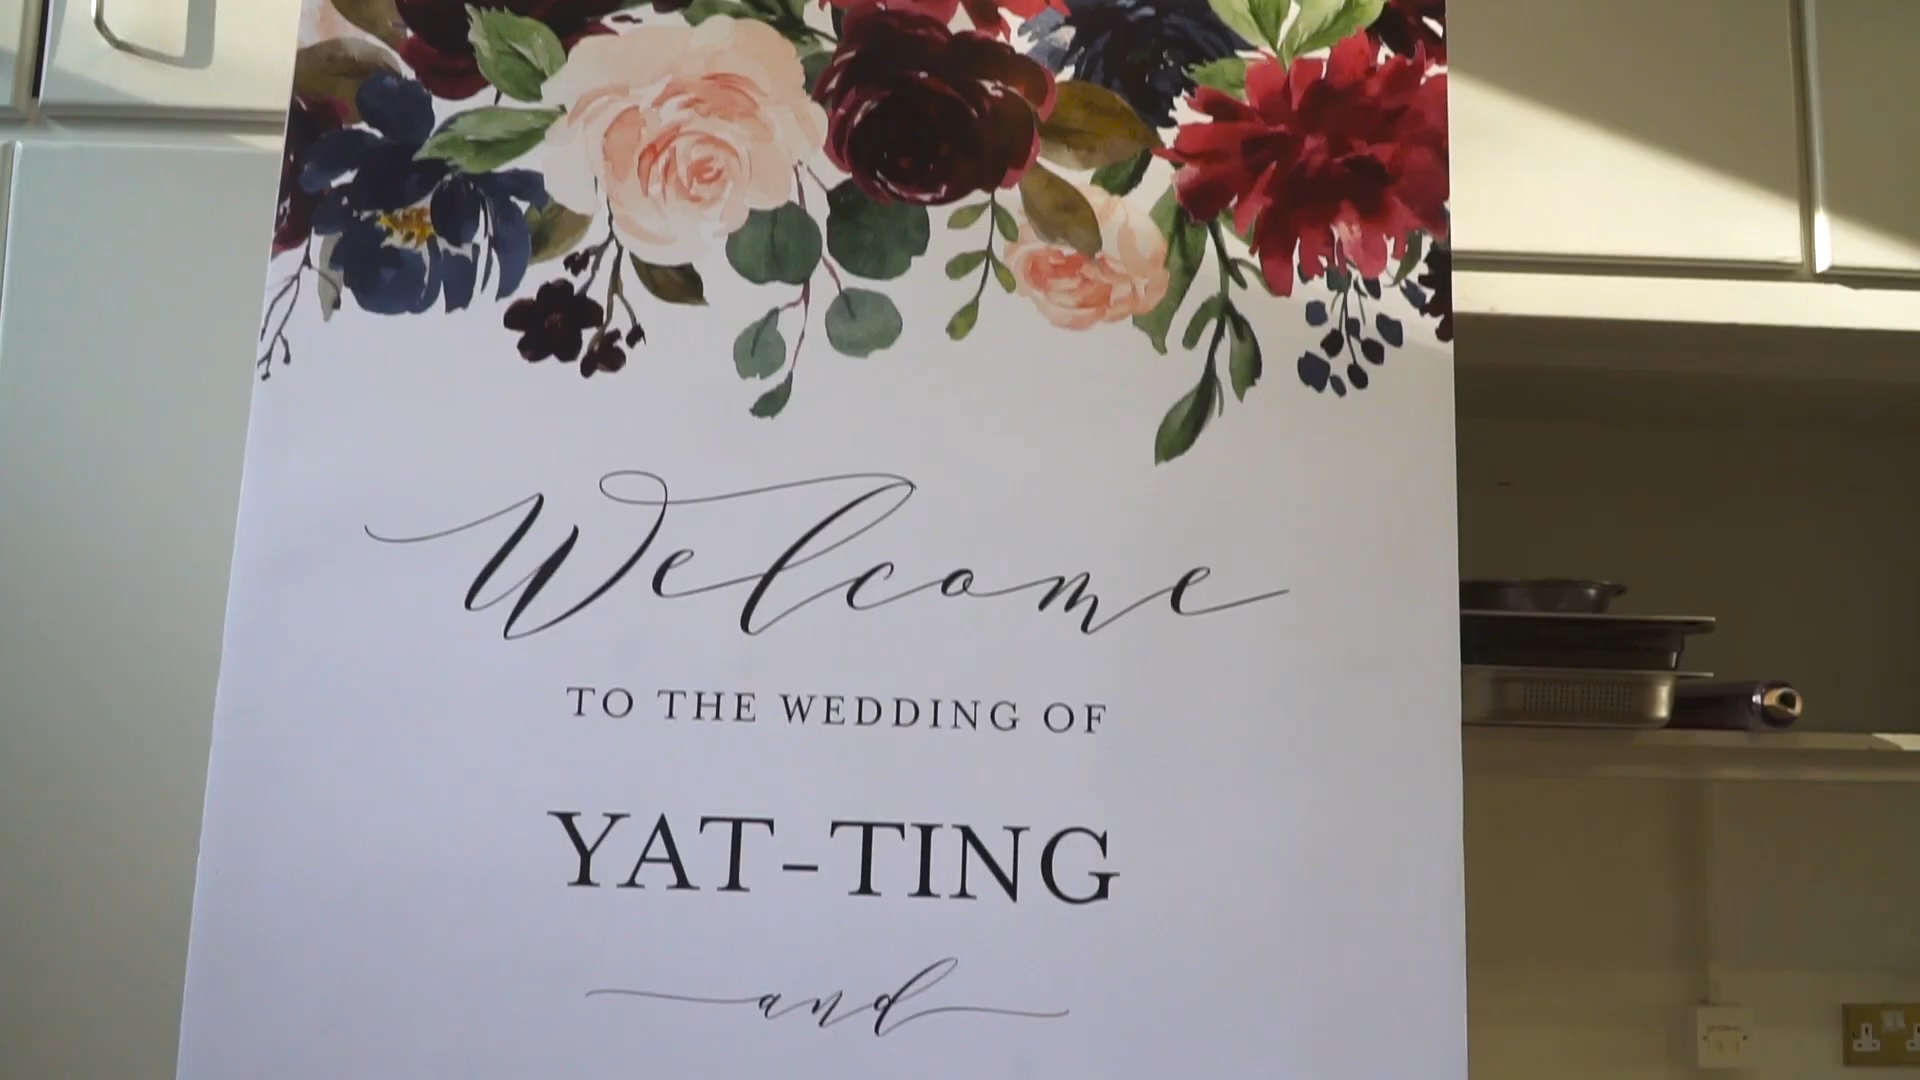 Welcome
TO THE WEDDING OF
YAT-TING
and